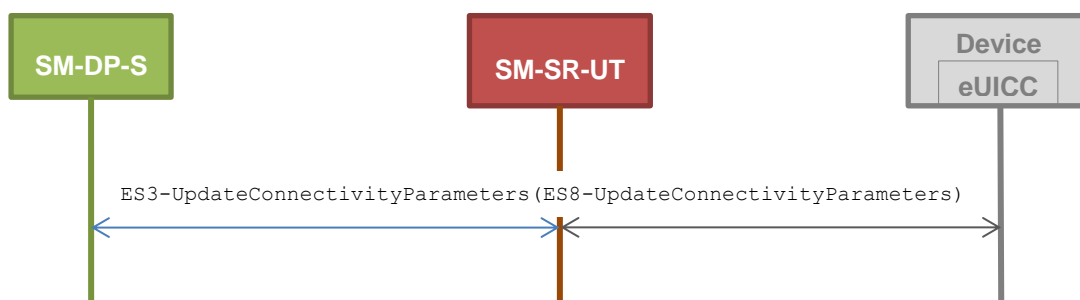 SM-DP-S
SM-SR-UT
Device
eUICC
ES3-UpdateConnectivityParameters(ES8-UpdateConnectivityParameters)